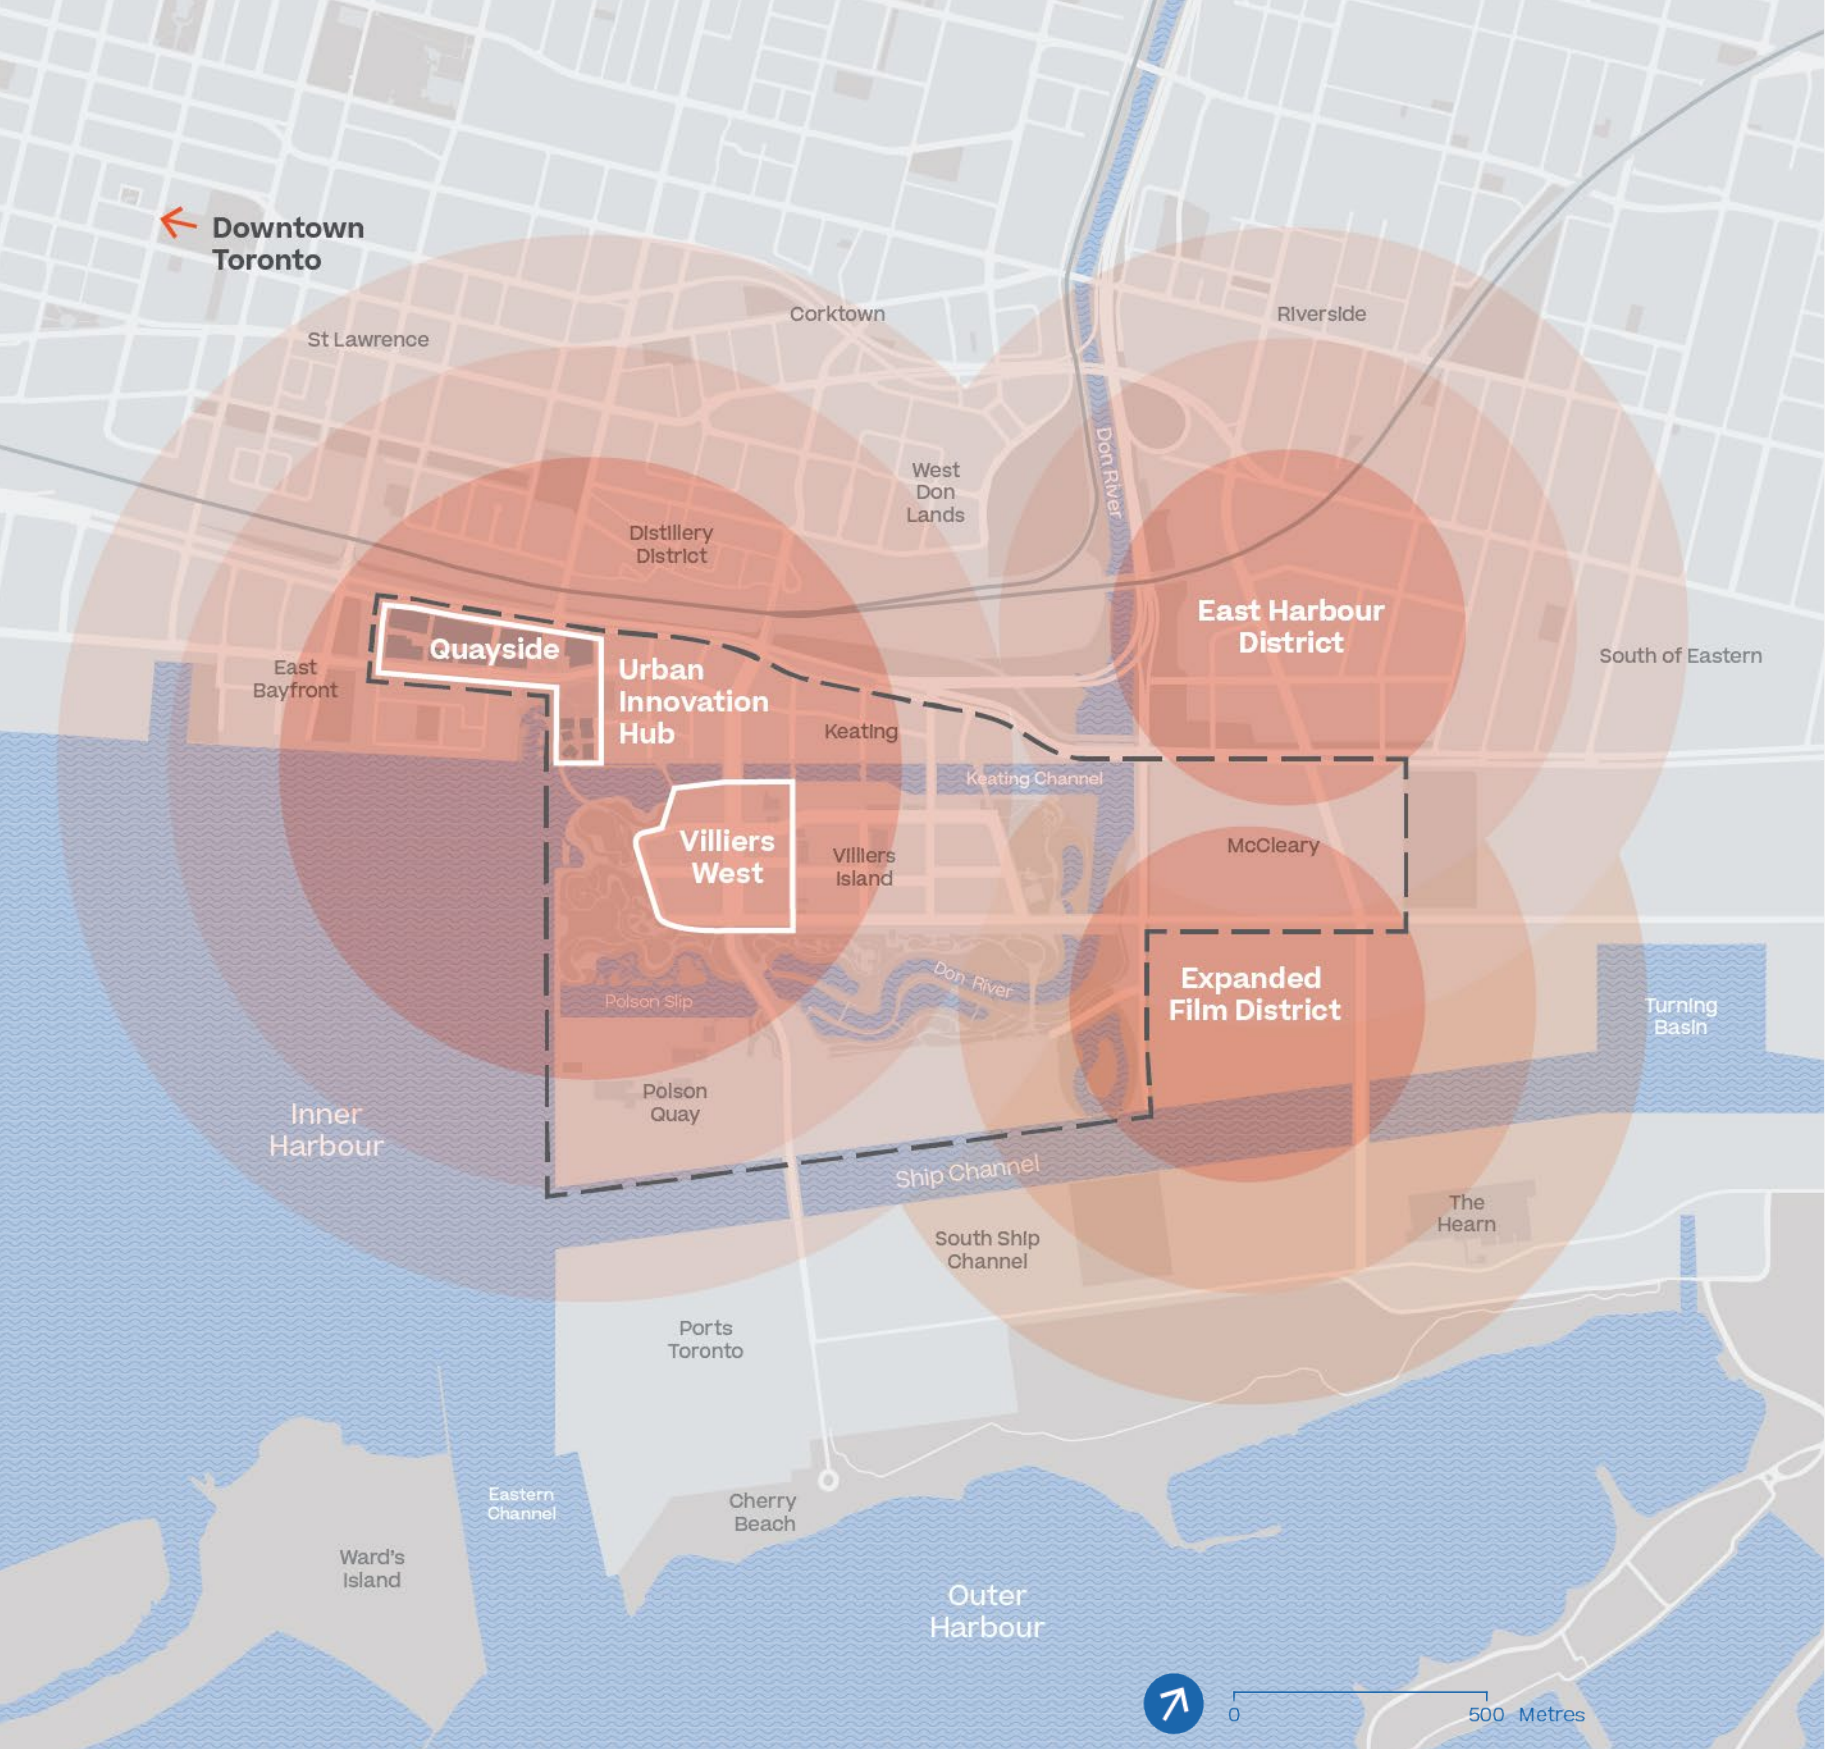 Downtown
Toronto
St Lawrence
Corktown
Riverside
West
Don
Lands
Don River
Distillery
District
East Harbour
District
Quayside
East
Bayfront
Urban
Innovation
Hub
South of Eastern
Keating
Keating Channel
Villiers
West
Villiers
Island
McCleary
Don River
Expanded
Film District
Polson Slip
Turning
Basin
Polson
Quay
Inner
Harbour
Ship Channel
The
Hearn
South Ship
Channel
Ports
Toronto
Eastern
Channel
Cherry
Beach
Ward's
Island
Outer
Harbour
0
500 Metres